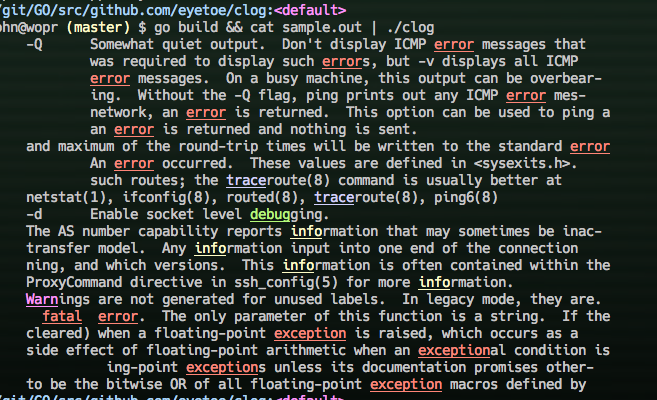 /git/GO/src/github.com/eyetoe/clog:<default>
ohn@wopr (master) $ go build && cat sample.out | ./clog
-Q Somewhat quiet output. Don't display ICMP error messages that
was required to display such errors, but -v displays all ICMP
error messages. On a busy machine, this output can be overbear-
ing. Without the -Q flag, ping prints out any ICMP error mes-
network, an error is returned. This option can be used to ping a
an error is returned and nothing is sent.
and maximum of the round-trip times will be written to the standard error
An error occurred. These values are defined in <sysexits.h>.
such routes; the traceroute(8) command is usually better at
netstat(1), ifconfig(8), routed(8), traceroute(8), ping6(8)
-d Enable socket level debugging.
The AS number capability reports information that may sometimes be inac-
transfer model. Any information input into one end of the connection
ning, and which versions. This information is often contained within the
ProxyCommand directive in ssh_config(5) for more information.
Warnings are not generated for unused labels. In legacy mode, they are.
fatal error. The only parameter of this function is a string. If the
cleared) when a floating-point exception is raised, which occurs as a
side effect of floating-point arithmetic when an exceptional condition is
ing-point exceptions unless its documentation promises other-
to be the bitwise OR of all floating-point exception macros defined by
/git/GO/src/github.com/eyetoe/clog:<default>